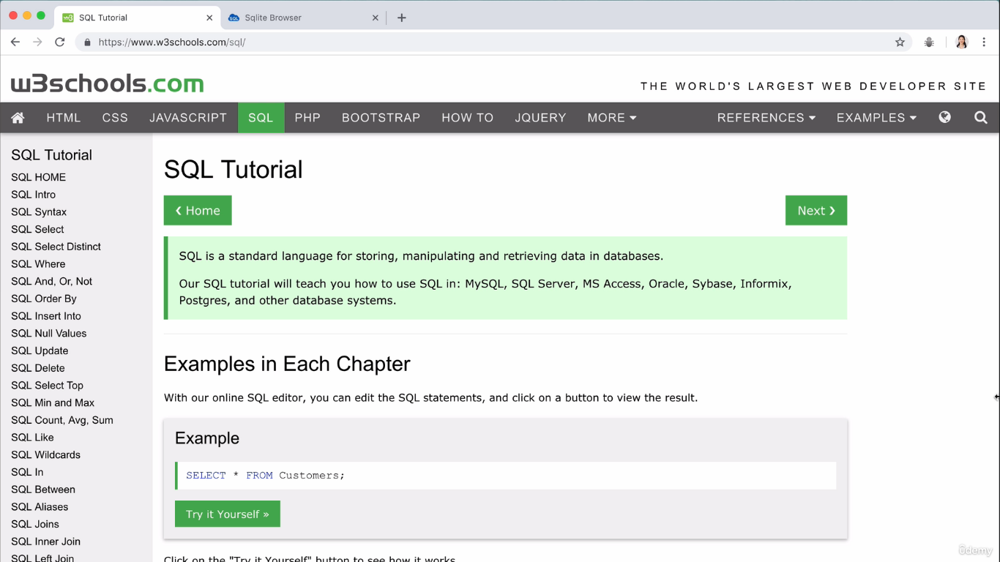 SQL Tutorial
Sqlite Browser
https://www.w3schools.com/sql/
w3schools.com
THE WORLD'S LARGEST WEB DEVELOPER SITE
HTML CSS JAVASCRIPT SQL PHP BOOTSTRAP HOW TO JQUERY MORE REFERENCES EXAMPLES
SQL Tutorial
SQL HOME
SQL Intro
SQL Syntax
SQL Select
SQL Select Distinct
SQL Where
SQL And, Or, Not
SQL Order By
SQL Insert Into
SQL Null Values
SQL Update
SQL Delete
SQL Select Top
SQL Min and Max
SQL Count, Avg, Sum
SQL Like
SQL Wildcards
SQL In
SQL Between
SQL Aliases
SQL Joins
SQL Inner Join
SQL Left Join
SQL Tutorial
❮ Home
Next ❯
SQL is a standard language for storing, manipulating and retrieving data in databases.
Our SQL tutorial will teach you how to use SQL in: MySQL, SQL Server, MS Access, Oracle, Sybase, Informix,
Postgres, and other database systems.
Examples in Each Chapter
With our online SQL editor, you can edit the SQL statements, and click on a button to view the result.
Example
SELECT * FROM Customers;
Try it Yourself »
Click on the "Try it Yourself" button to see how it works.
udemy